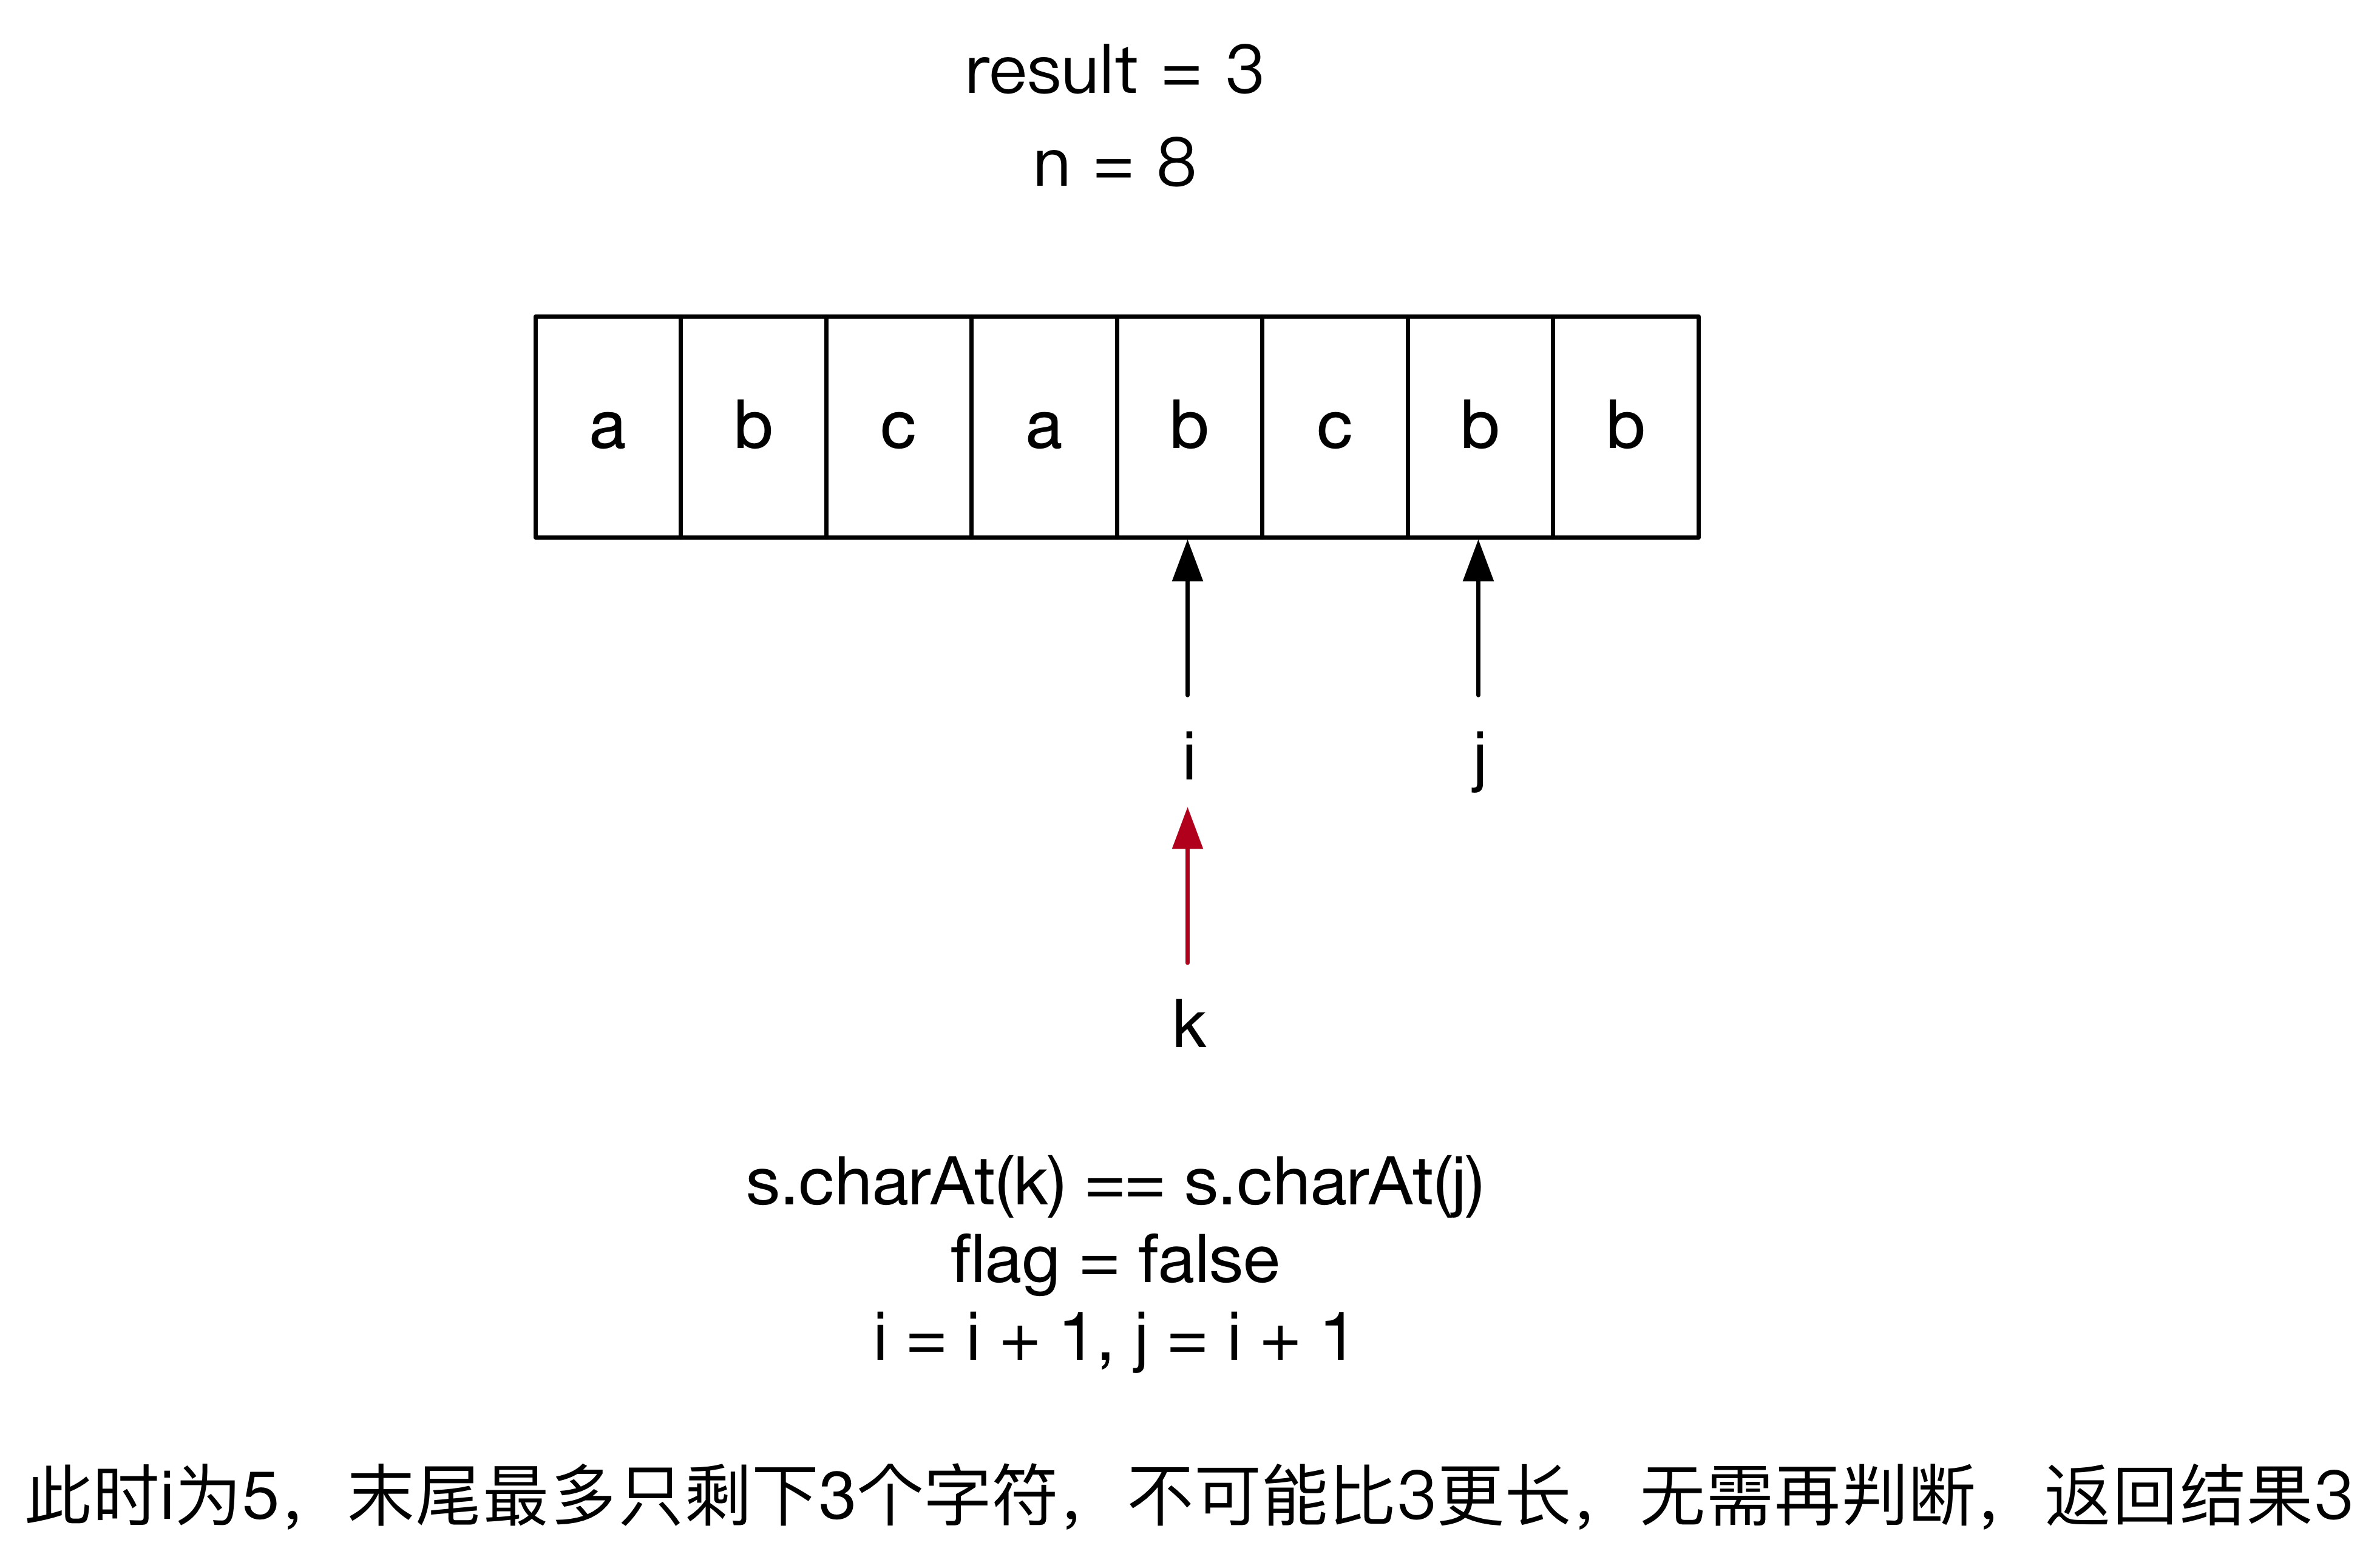 result = 3
n = 8
a b c a b c b b
i j
k
s.charAt(k) == s.charAt(j)
flag = false
i = i + 1, j = i + 1
此时i为5，末尾最多只剩下3个字符，不可能比3更长，无需再判断，返回结果3